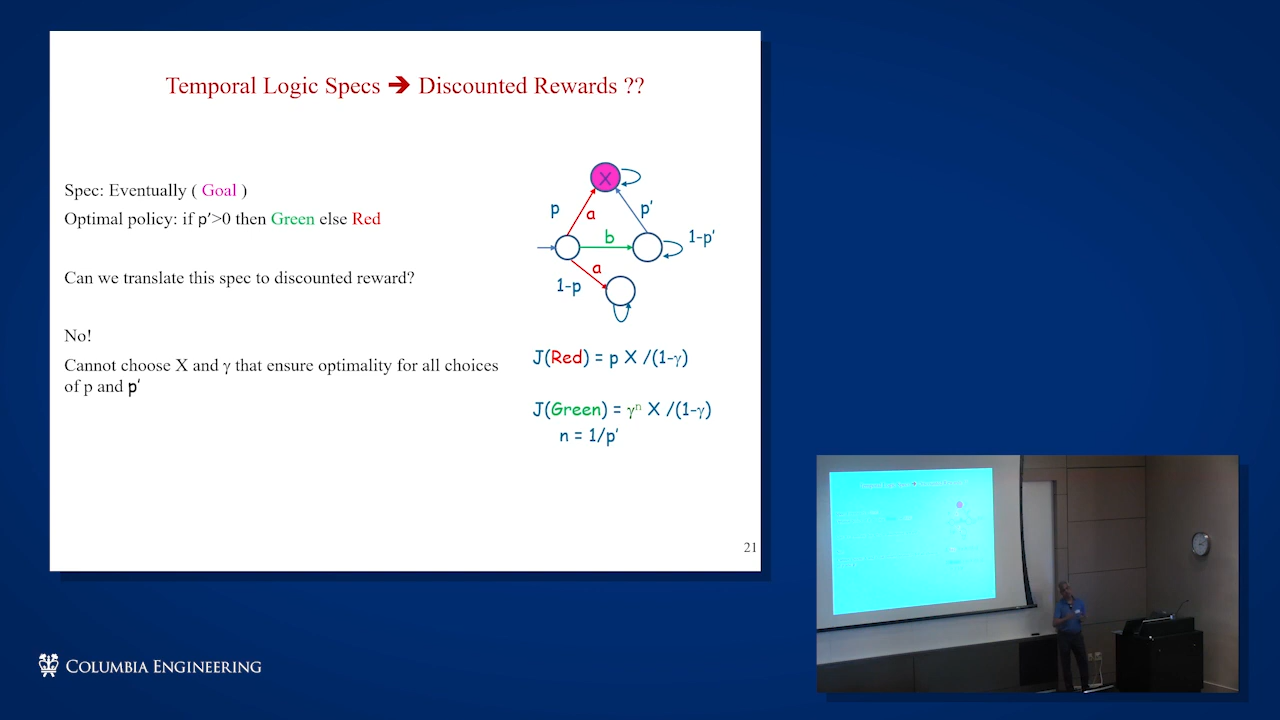 Temporal Logic Specs ➔ Discounted Rewards ??
Spec: Eventually ( Goal )
Optimal policy: if p'>0 then Green else Red
Can we translate this spec to discounted reward?
No!
Cannot choose X and γ that ensure optimality for all choices
of p and p'
X
p
a
p'
b
1-p'
a
1-p
J(Red) = p X /(1-γ)
J(Green) = γⁿ X /(1-γ)
n = 1/p'
21
COLUMBIA ENGINEERING